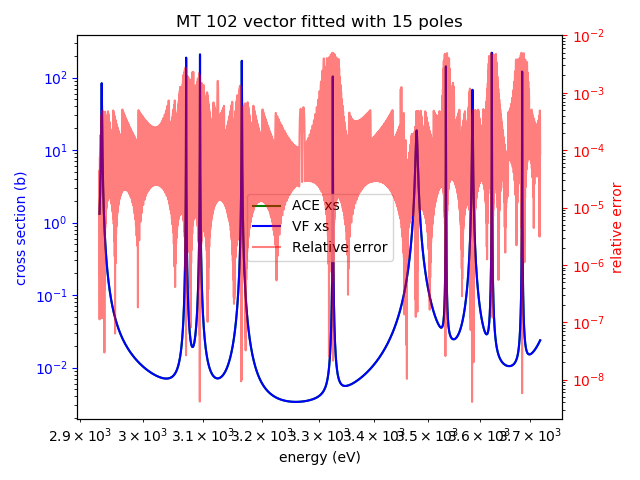 MT 102 vector fitted with 15 poles
10²
10¹
10⁰
10⁻¹
10⁻²
cross section (b)
10⁻²
10⁻³
10⁻⁴
10⁻⁵
10⁻⁶
10⁻⁷
10⁻⁸
relative error
ACE xs
VF xs
Relative error
2.9 × 10³ 3 × 10³ 3.1 × 10³ 3.2 × 10³ 3.3 × 10³ 3.4 × 10³ 3.5 × 10³ 3.6 × 10³ 3.7 × 10³
energy (eV)